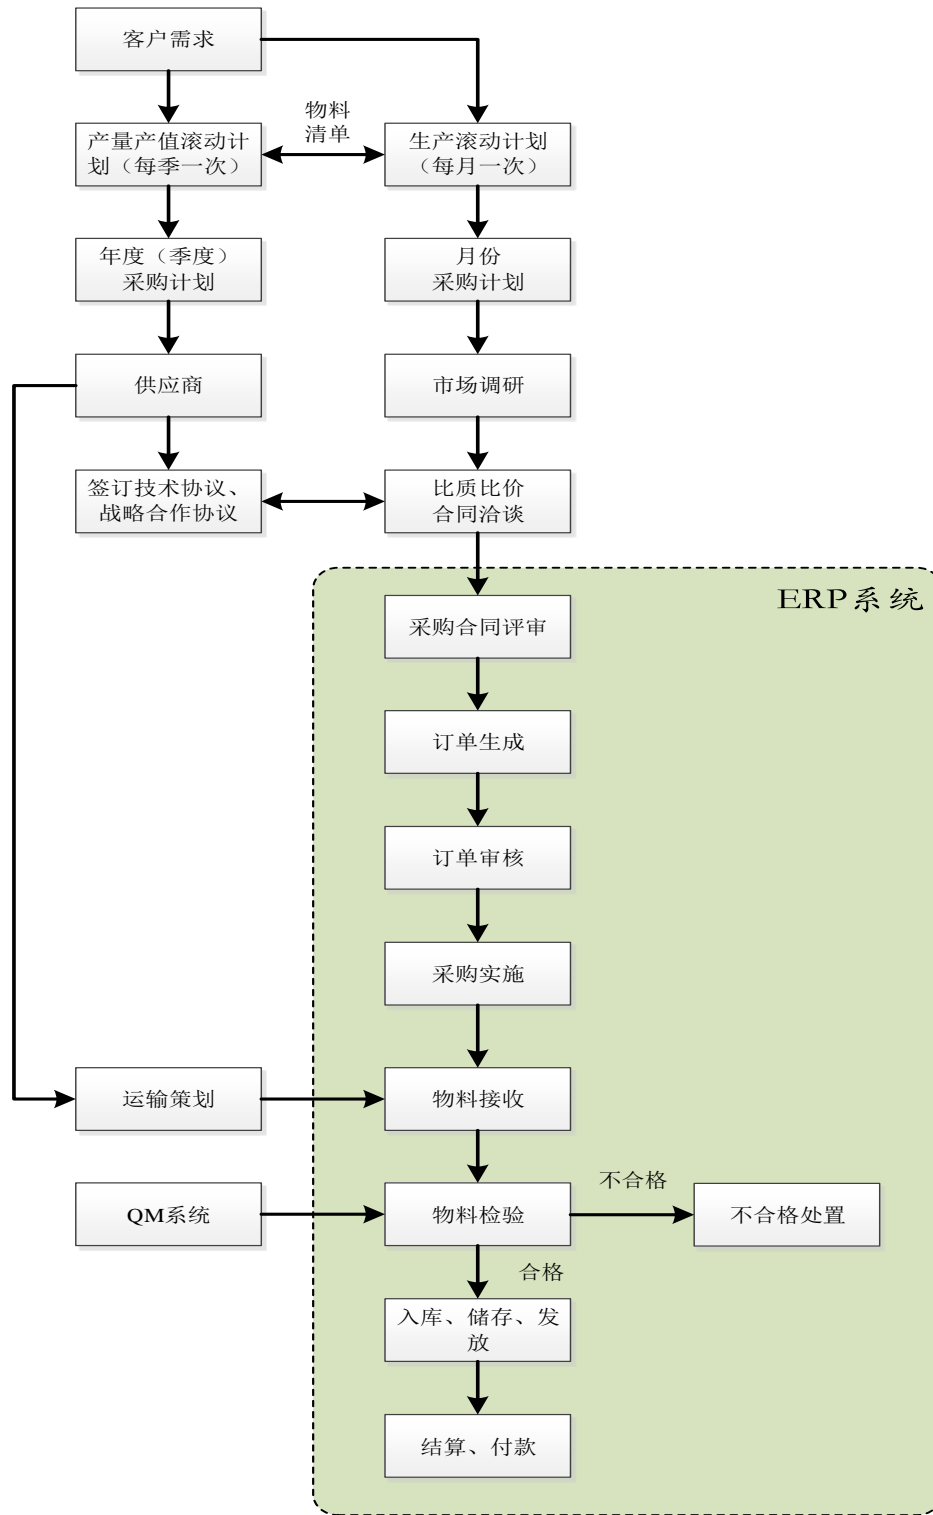 客户需求
物料
清单
产量产值滚动计
划（每季一次）
生产滚动计划
（每月一次）
年度（季度）
采购计划
月份
采购计划
供应商
市场调研
签订技术协议、
战略合作协议
比质比价
合同洽谈
ERP系统
采购合同评审
订单生成
订单审核
采购实施
运输策划
物料接收
QM系统
物料检验
不合格
不合格处置
合格
入库、储存、发
放
结算、付款